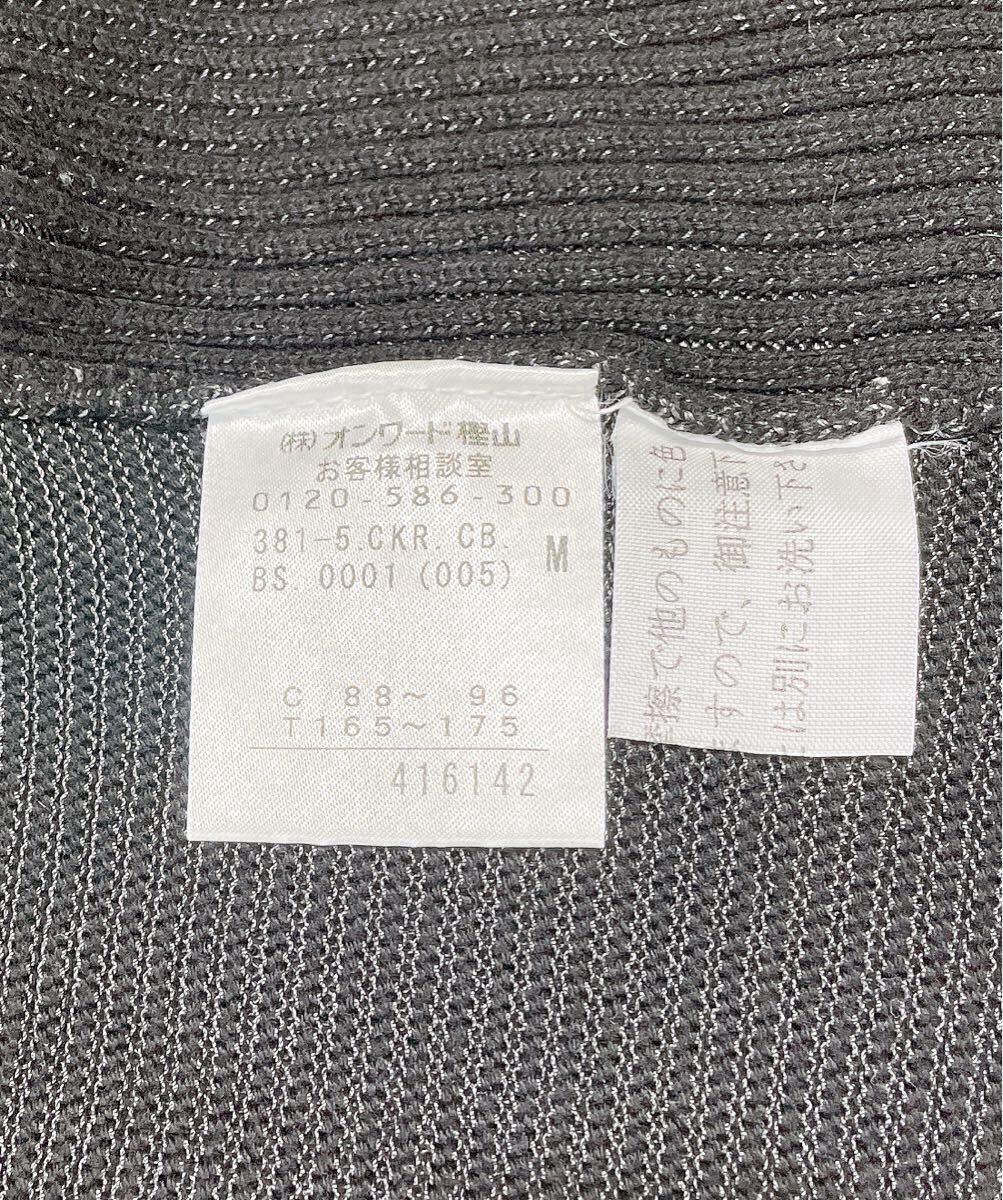 (株)オンワード樫山
お客様相談室
0120-586-300
381-5.CKR.CB.
BS.0001(005)
M
C 88～ 96
T165～175
416142
擦で他のものに色
すので、御注意下
は別にお洗い下さ